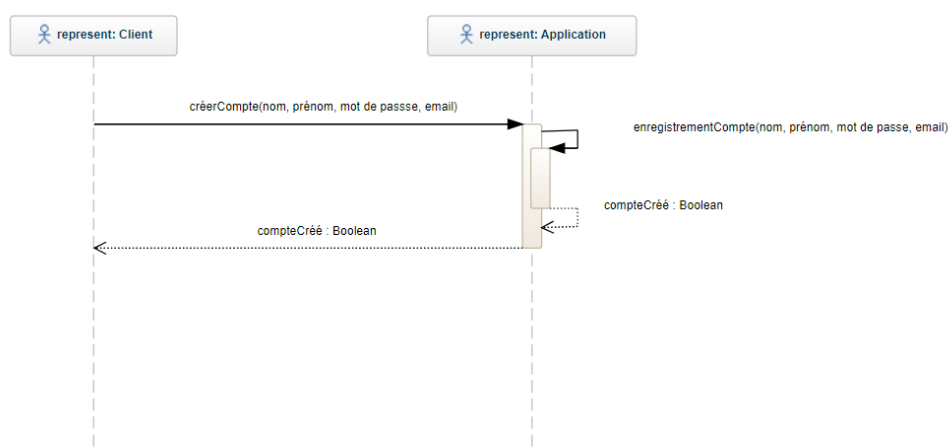 represent: Client
represent: Application
créerCompte(nom, prénom, mot de passse, email)
enregistrementCompte(nom, prénom, mot de passe, email)
compteCréé : Boolean
compteCréé : Boolean